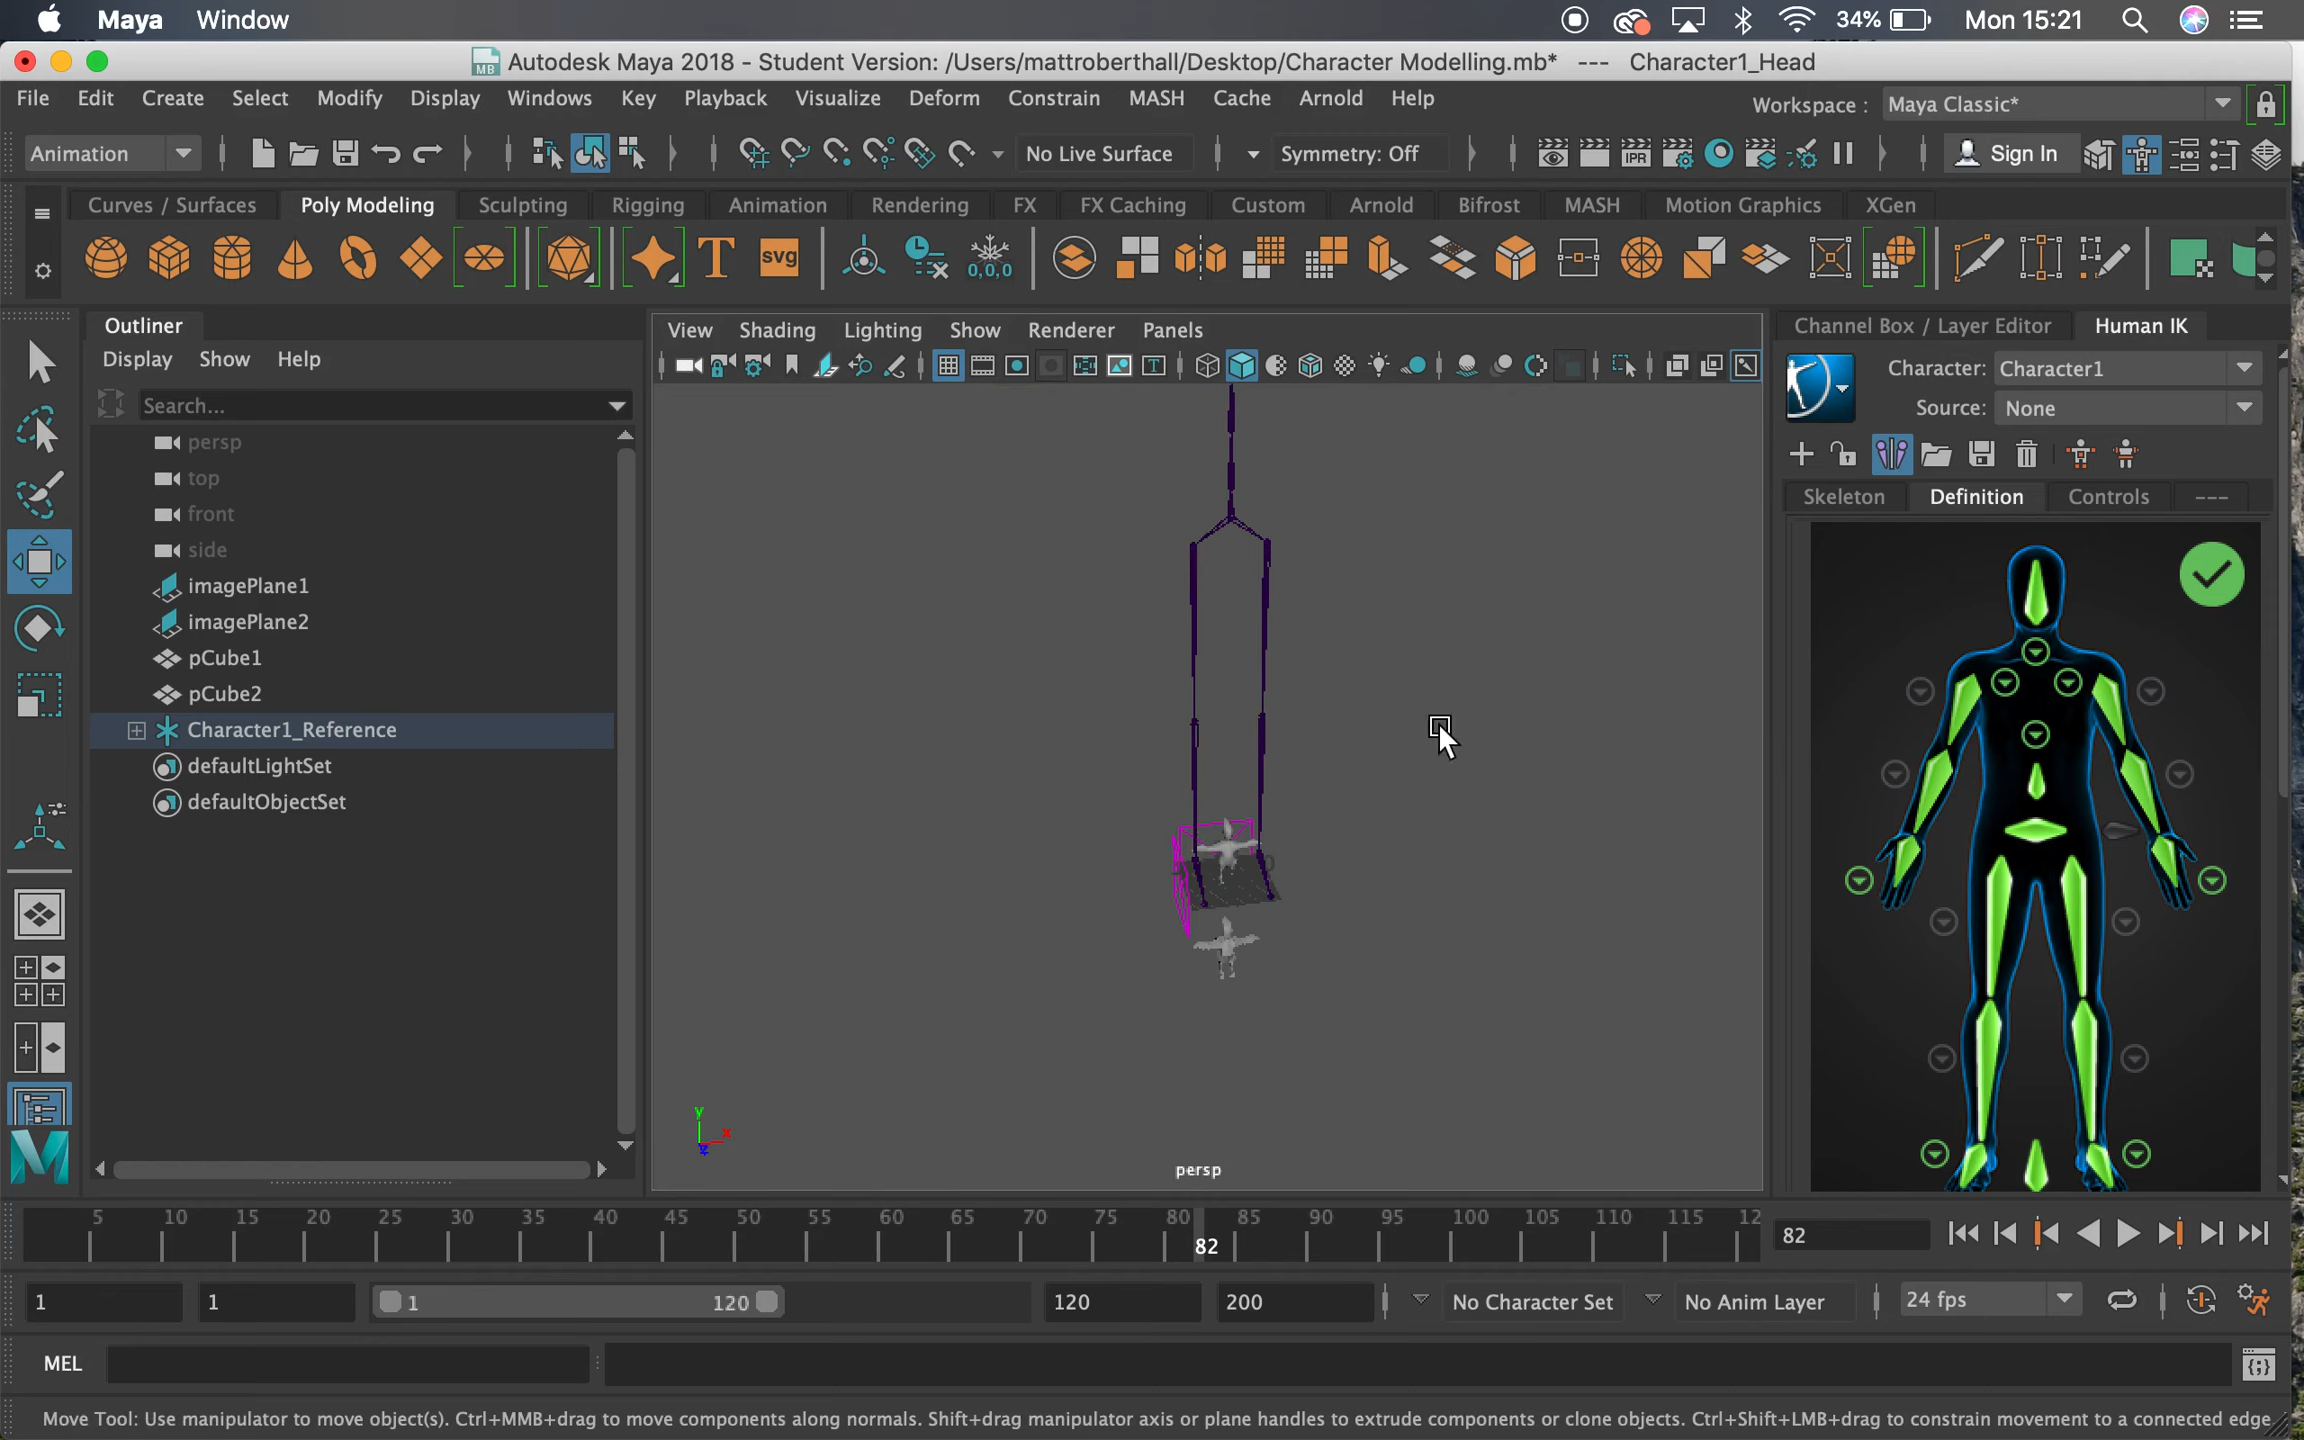 Maya Window 34% Mon 15:21
MB Autodesk Maya 2018 - Student Version: /Users/mattroberthall/Desktop/Character Modelling.mb* --- Character1_Head
File Edit Create Select Modify Display Windows Key Playback Visualize Deform Constrain MASH Cache Arnold Help Workspace : Maya Classic*
Animation No Live Surface Symmetry: Off IPR Sign In
Curves / Surfaces Poly Modeling Sculpting Rigging Animation Rendering FX FX Caching Custom Arnold Bifrost MASH Motion Graphics XGen
T svg 0,0,0
Outliner
Display Show Help
Search...
persp
top
front
side
imagePlane1
imagePlane2
pCube1
pCube2
Character1_Reference
defaultLightSet
defaultObjectSet
View Shading Lighting Show Renderer Panels
y
x
z
persp
Channel Box / Layer Editor Human IK
Character: Character1
Source: None
Skeleton Definition Controls ---
5 10 15 20 25 30 35 40 45 50 55 60 65 70 75 80 85 90 95 100 105 110 115 12
82
82
1 1 1 120 120 200 No Character Set No Anim Layer 24 fps
MEL
Move Tool: Use manipulator to move object(s). Ctrl+MMB+drag to move components along normals. Shift+drag manipulator axis or plane handles to extrude components or clone objects. Ctrl+Shift+LMB+drag to constrain movement to a connected edge